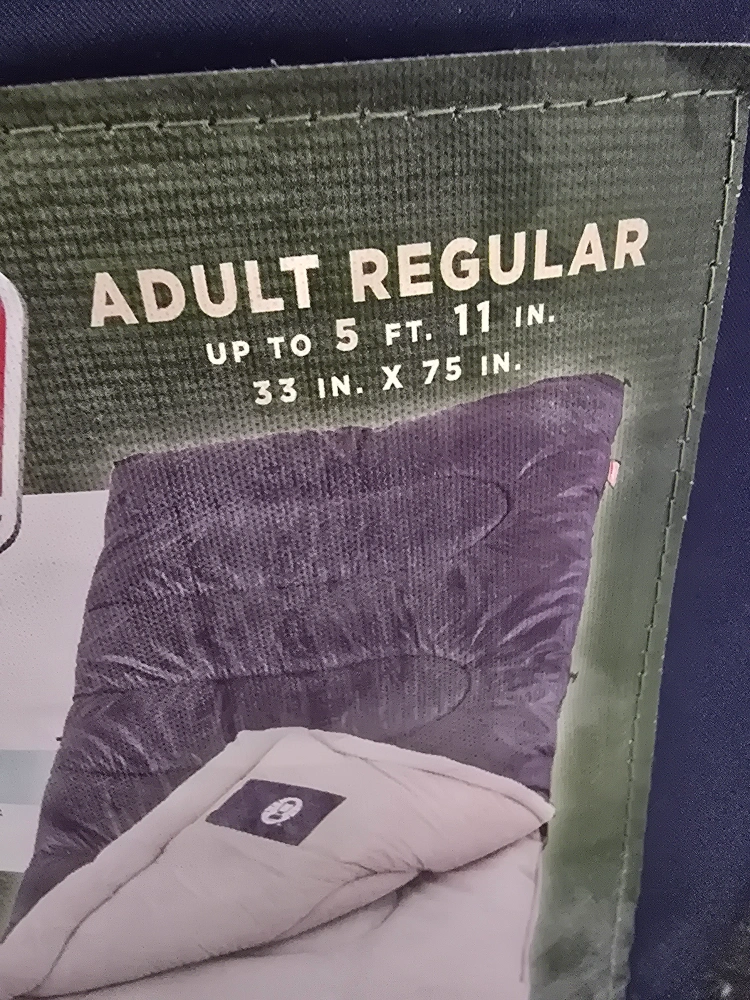 ADULT REGULAR
UP TO 5 FT. 11 IN.
33 IN. X 75 IN.